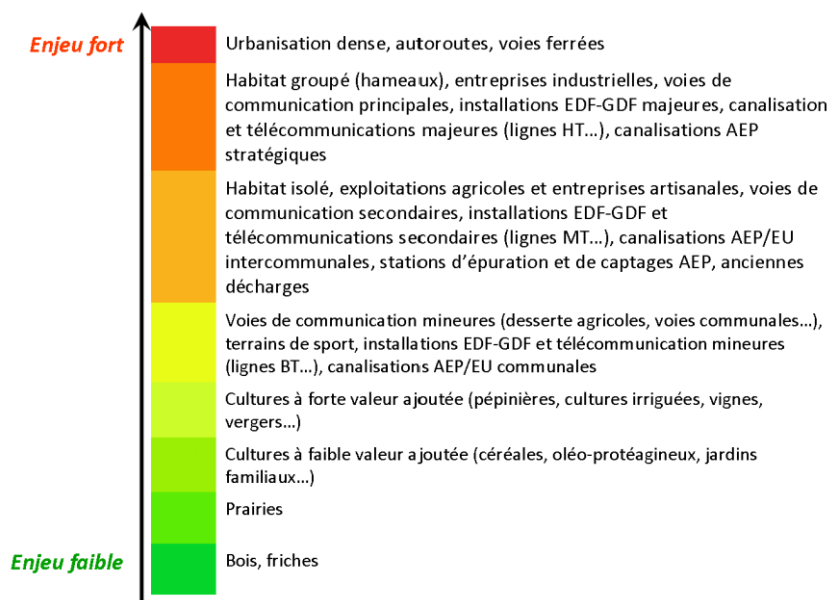 Enjeu fort
Urbanisation dense, autoroutes, voies ferrées
Habitat groupé (hameaux), entreprises industrielles, voies de
communication principales, installations EDF-GDF majeures, canalisation
et télécommunications majeures (lignes HT...), canalisations AEP
stratégiques
Habitat isolé, exploitations agricoles et entreprises artisanales, voies de
communication secondaires, installations EDF-GDF et
télécommunications secondaires (lignes MT...), canalisations AEP/EU
intercommunales, stations d'épuration et de captages AEP, anciennes
décharges
Voies de communication mineures (desserte agricoles, voies communales...),
terrains de sport, installations EDF-GDF et télécommunication mineures
(lignes BT...), canalisations AEP/EU communales
Cultures à forte valeur ajoutée (pépinières, cultures irriguées, vignes,
vergers...)
Cultures à faible valeur ajoutée (céréales, oléo-protéagineux, jardins
familiaux...)
Prairies
Enjeu faible
Bois, friches